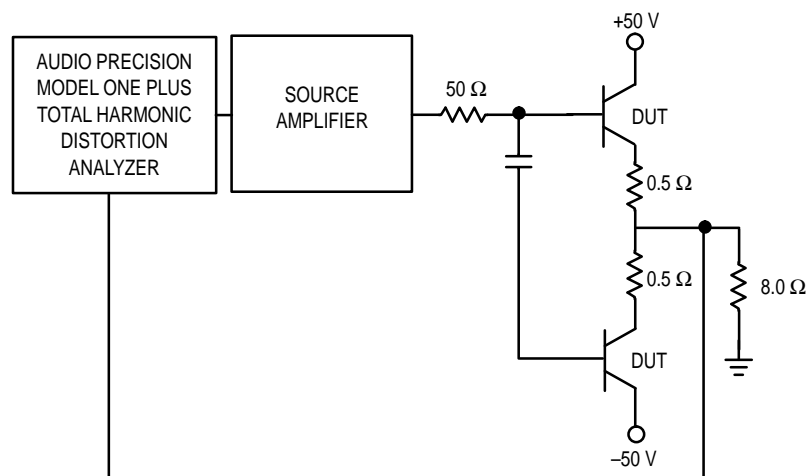 +50 V
AUDIO PRECISION
MODEL ONE PLUS
TOTAL HARMONIC
DISTORTION
ANALYZER
SOURCE
AMPLIFIER
50 Ω
DUT
0.5 Ω
0.5 Ω
8.0 Ω
DUT
–50 V